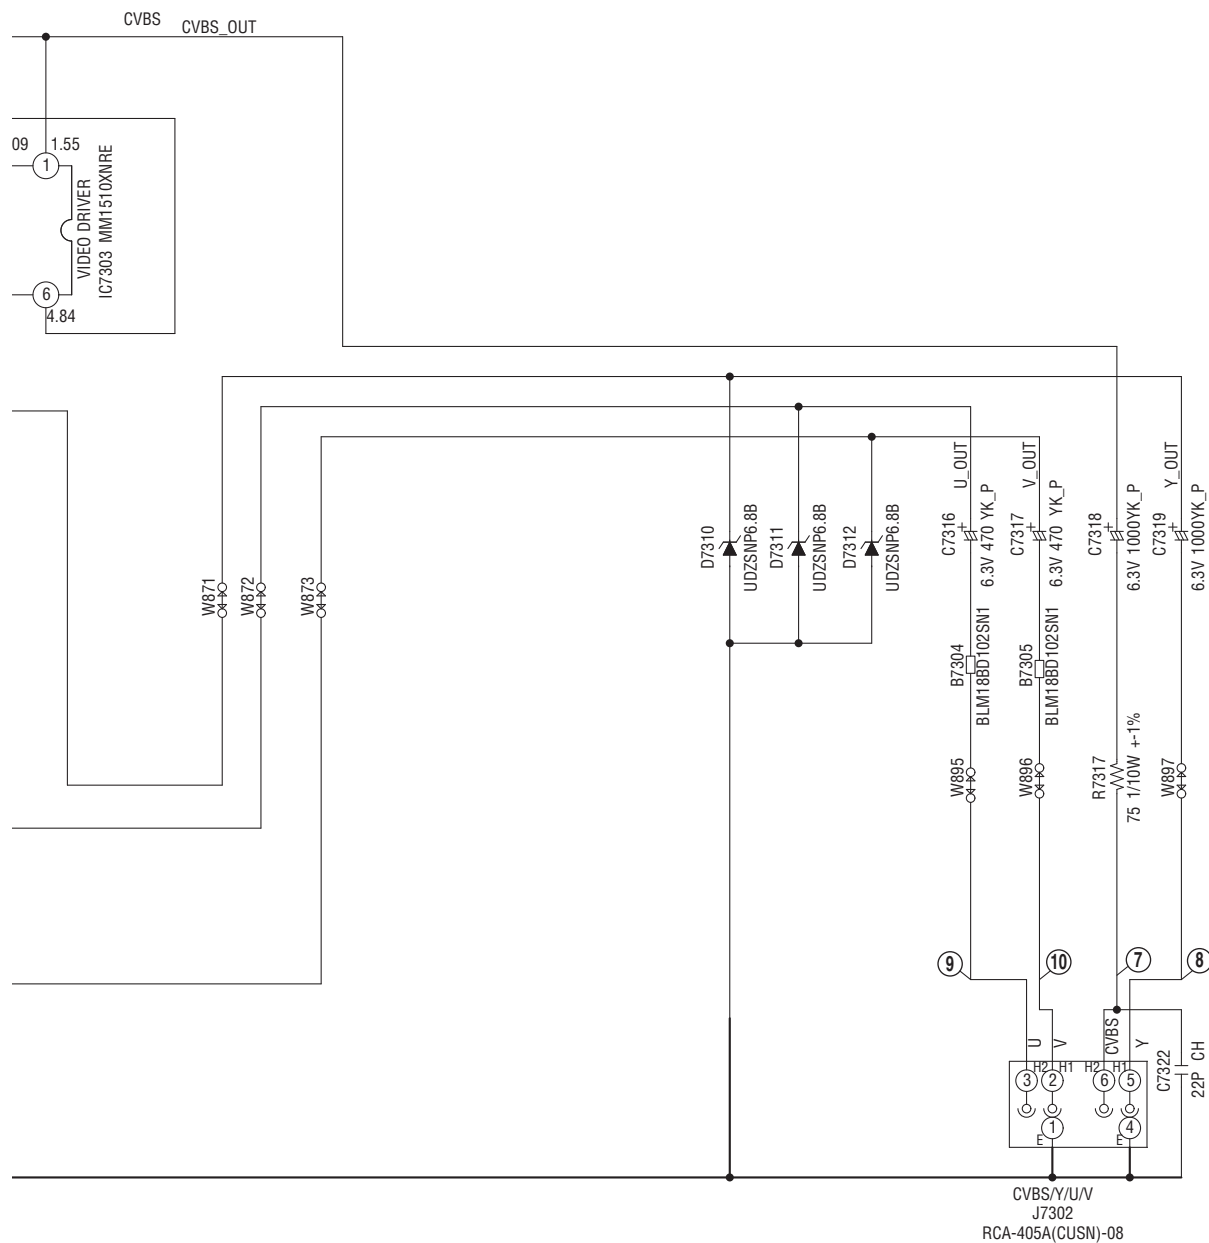 CVBS
CVBS_OUT
09
1.55
1
VIDEO DRIVER
IC7303 MM1510XNRE
6
4.84
U_OUT
V_OUT
Y_OUT
D7310
UDZSNP6.8B
D7311
UDZSNP6.8B
D7312
UDZSNP6.8B
C7316
+
6.3V 470 YK_P
C7317
+
6.3V 470 YK_P
C7318
+
6.3V 1000YK_P
C7319
+
6.3V 1000YK_P
W871
W872
W873
B7304
BLM18BD102SN1
B7305
BLM18BD102SN1
W895
W896
R7317
75 1/10W +-1%
W897
9
10
7
8
U
V
CVBS
Y
C7322
22P CH
H2
H1
H2
H1
3
2
6
5
1
4
E
E
CVBS/Y/U/V
J7302
RCA-405A(CUSN)-08